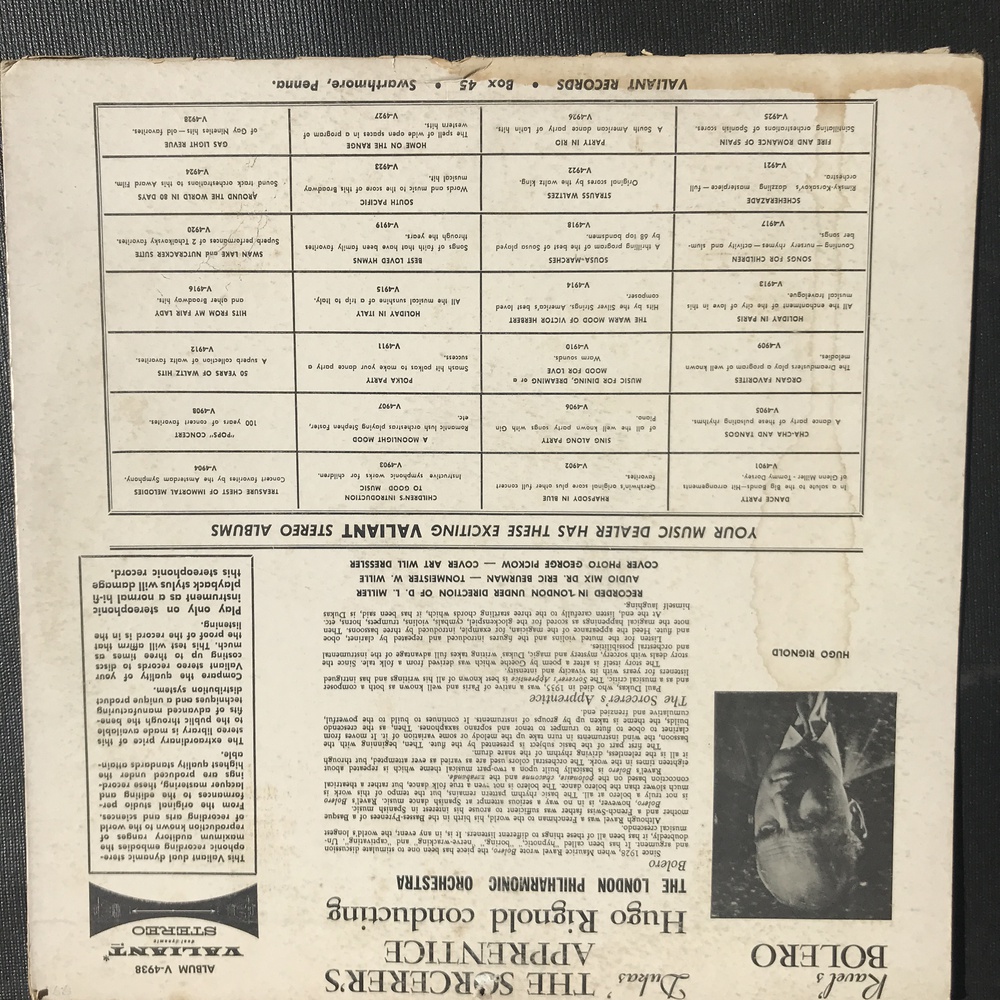 Ravel's
BOLERO
Dukas' THE SORCERER'S
APPRENTICE
Hugo Rignold conducting
THE LONDON PHILHARMONIC ORCHESTRA
ALBUM V-4938
VALIANT*
dual dynamic
STEREO
HUGO RIGNOLD
Bolero
Since 1928, when Maurice Ravel wrote Bolero, the piece has been one to stimulate discussion
and argument. It has been called "hypnotic," "boring," "nerve-wracking" and "captivating". Un-
doubtedly, it has been all of these things to different listeners. It is, in any event, the world's longest
musical crescendo.
Although Ravel was a Frenchman to the world, his birth in the Basses-Pyrenees of a Basque
mother and a French-Swiss father was sufficient to arouse his interest in Spanish music.
Bolero, however, is in no way a serious attempt at Spanish dance music. Ravel's Bolero
is not truly a bolero at all. The basic rhythm pattern remains, but the tempo of this work is
much slower than the bolero dance. The bolero is not even a true folk dance, but rather a theatrical
concoction based on the polonaise, chaconne and the zarabande.
Ravel's Bolero is basically built upon a two-part musical theme which is repeated about
eighteen times in the work. The orchestral colors used are as varied as ever attempted, but through
it all is the relentless, driving rhythm of the snare drum.
The first part of the basic subject is presented by the flute. Then, beginning with the
bassoon, the wind instruments in turn take up the melody or some variation of it. It moves from
clarinet to oboe to flute to trumpet to tenor and soprano saxaphones. Then, as the crescendo
builds, the theme is taken up by groups of instruments. It continues to build to the powerful,
cumulative and frenzied end.
The Sorcerer's Apprentice
Paul Dukas, who died in 1935, was a native of Paris and well known as both a composer
and as a musical critic. The Sorcerer's Apprentice is best known of all his writings and has intrigued
listeners for years with its vivacity and intensity.
The story itself is after a poem by Goethe which was derived from a folk tale. Since the
story deals with sorcery, mystery and magic, Dukas' writing takes full advantage of the instrumental
and orchestral possibilities.
Listen for the muted violins and the figures introduced and repeated by clarinet, oboe
and flute. Heed the appearance of the magician, for example, introduced by three bassoons. Then
note the magical happenings as scored for the glockenspiel, cymbals, violins, trumpets, horns, etc.
At the end, listen carefully to the three startling chords which, it has been said, is Dukas
himself laughing.
RECORDED IN LONDON UNDER DIRECTION OF D. L. MILLER
AUDIO MIX DR. ERIC BEURMAN — TONMEISTER W. WILLE
COVER PHOTO GEORGE PICKOW — COVER ART WILL DRESSLER
This Valiant dual dynamic stere-
ophonic recording embodies the
maximum auditory ranges of
reproduction known to the world
of recording arts and sciences.
From the original studio per-
formances to the editing and
lacquer mastering, these record-
ings are produced under the
highest quality standards attain-
able.
The extraordinary price of this
stereo library is made available
to the public through the bene-
fits of advanced manufacturing
techniques and a unique product
distribution system.
Compare the quality of your
Valiant stereo records to discs
costing up to three times as
much. This test will affirm that
the proof of the record is in the
listening.
Play only on stereophonic
instrument as a normal hi-fi
playback stylus will damage
this stereophonic record.
YOUR MUSIC DEALER HAS THESE EXCITING VALIANT STEREO ALBUMS
DANCE PARTY
In a salute to the Big Bands—Hit arrangements
of Glenn Miller - Tommy Dorsey.
V-4901
RHAPSODY IN BLUE
Gershwin's original score plus other full concert
favorites.
V-4902
CHILDREN'S INTRODUCTION
TO GOOD MUSIC
Instructive symphonic works for children.
V-4903
TREASURE CHEST OF IMMORTAL MELODIES
Concert favorites by the Amsterdam Symphony.
V-4904
CHA-CHA AND TANGOS
A dance party of these pulsating rhythms.
V-4905
SING ALONG PARTY
of all the well known party songs with Gin
Piano.
V-4906
A MOONLIGHT MOOD
Romantic lush orchestras playing Stephen Foster,
etc.
V-4907
"POPS" CONCERT
100 years of concert favorites.
V-4908
ORGAN FAVORITES
The Dreamdusters play a program of well known
melodies.
V-4909
MUSIC FOR DINING, DREAMING or a
MOOD FOR LOVE
Warm sounds.
V-4910
POLKA PARTY
Smash hit polkas to make your dance party a
success.
V-4911
50 YEARS OF WALTZ HITS
A superb collection of waltz favorites.
V-4912
HOLIDAY IN PARIS
All the enchantment of the city of love in this
musical travelogue.
V-4913
THE WARM MOOD OF VICTOR HERBERT
Hits by the Silver Strings. America's best loved
composer.
V-4914
HOLIDAY IN ITALY
All the musical sunshine of a trip to Italy.
V-4915
HITS FROM MY FAIR LADY
and other Broadway hits.
V-4916
SONGS FOR CHILDREN
Counting — nursery rhymes — activity and slum-
ber songs.
V-4917
SOUSA-MARCHES
A thrilling program of the best of Sousa played
by 68 top bandsmen.
V-4918
BEST LOVED HYMNS
Songs of faith that have been family favorites
through the years.
V-4919
SWAN LAKE and NUTCRACKER SUITE
Superb performances of 2 Tchaikovsky favorites.
V-4920
SCHEHERAZADE
Rimsky-Korsakov's dazzling masterpiece — full
orchestra.
V-4921
STRAUSS WALTZES
Original scores by the waltz king.
V-4922
SOUTH PACIFIC
Words and music to the score of this Broadway
musical hit.
V-4923
AROUND THE WORLD IN 80 DAYS
Sound track orchestrations to this Award Film.
V-4924
FIRE AND ROMANCE OF SPAIN
Scintillating orchestrations of Spanish scores.
V-4925
PARTY IN RIO
A South American dance party of Latin hits.
V-4926
HOME ON THE RANGE
The spell of wide open spaces in a program of
western hits.
V-4927
GAS LIGHT REVUE
of Gay Nineties hits — old favorites.
V-4928
VALIANT RECORDS • Box 45 • Swarthmore, Penna.